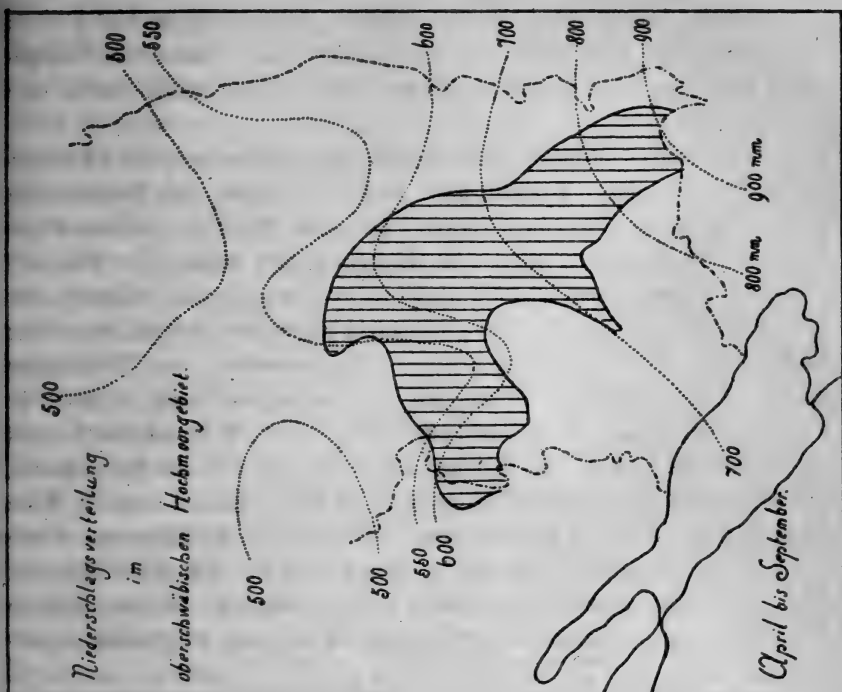 Niederschlagsverteilung
im
oberschwäbischen Hochmoorgebiet.
500
500
550
500
500
550
600
600
700
800
900
700
800 mm.
900 mm.
April bis September.